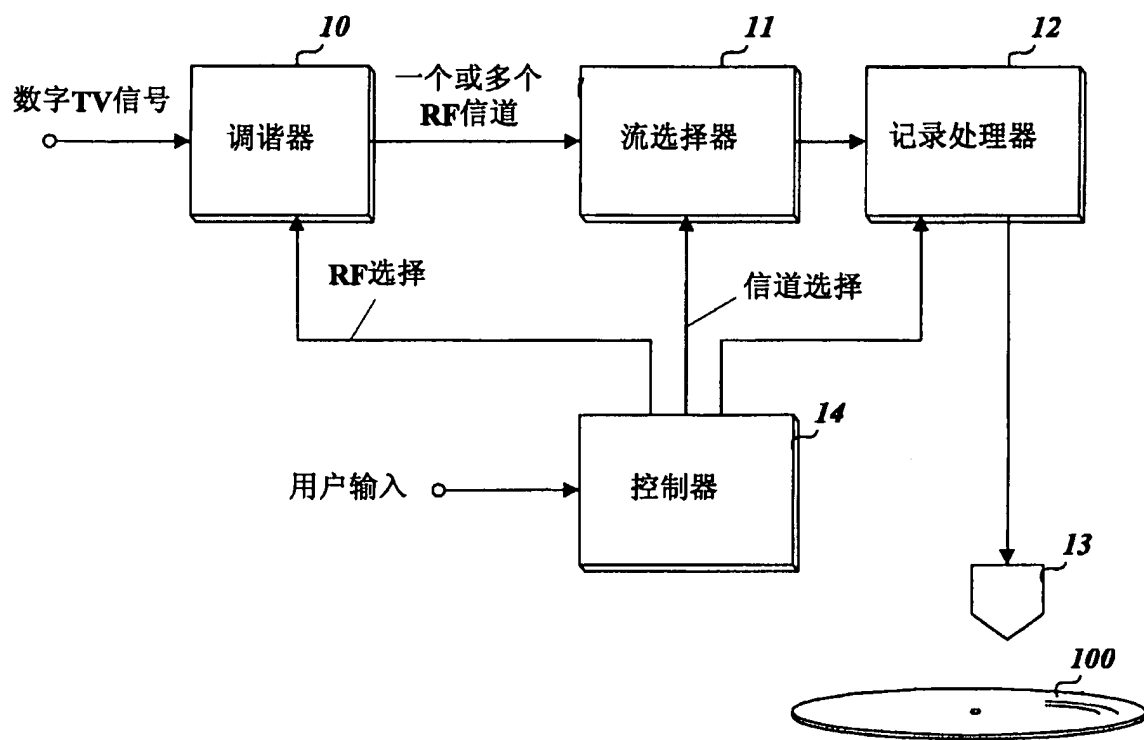 10
11
12
数字TV信号
调谐器
一个或多个
RF信道
流选择器
记录处理器
RF选择
信道选择
14
用户输入
控制器
13
100